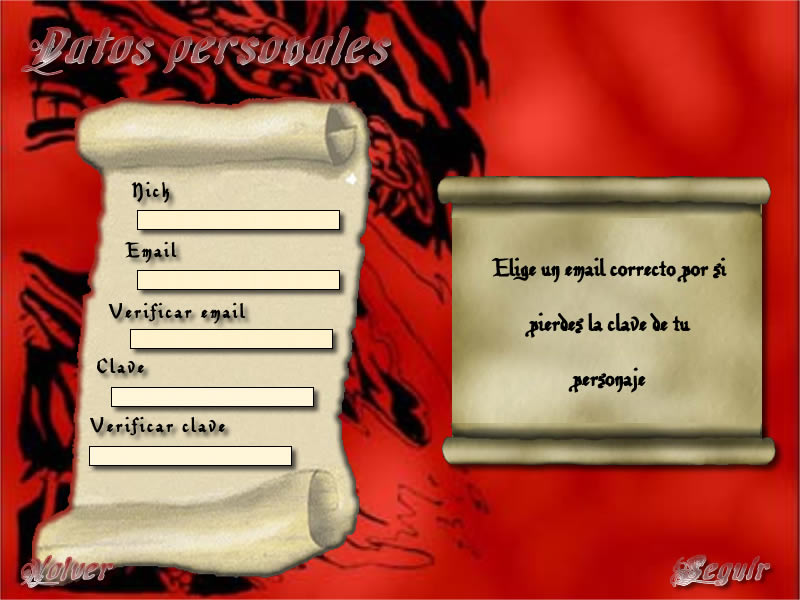 Datos personales
Nick
Email
Verificar email
Clave
Verificar clave
Elige un email correcto por si
pierdes la clave de tu
personaje
Volver
Seguir